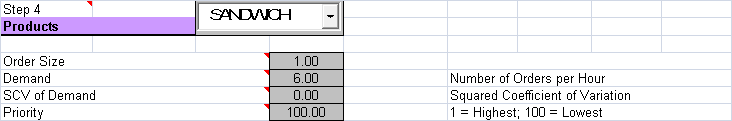 Step 4
Products SANDWICH
Order Size 1.00
Demand 6.00 Number of Orders per Hour
SCV of Demand 0.00 Squared Coefficient of Variation
Priority 100.00 1 = Highest; 100 = Lowest